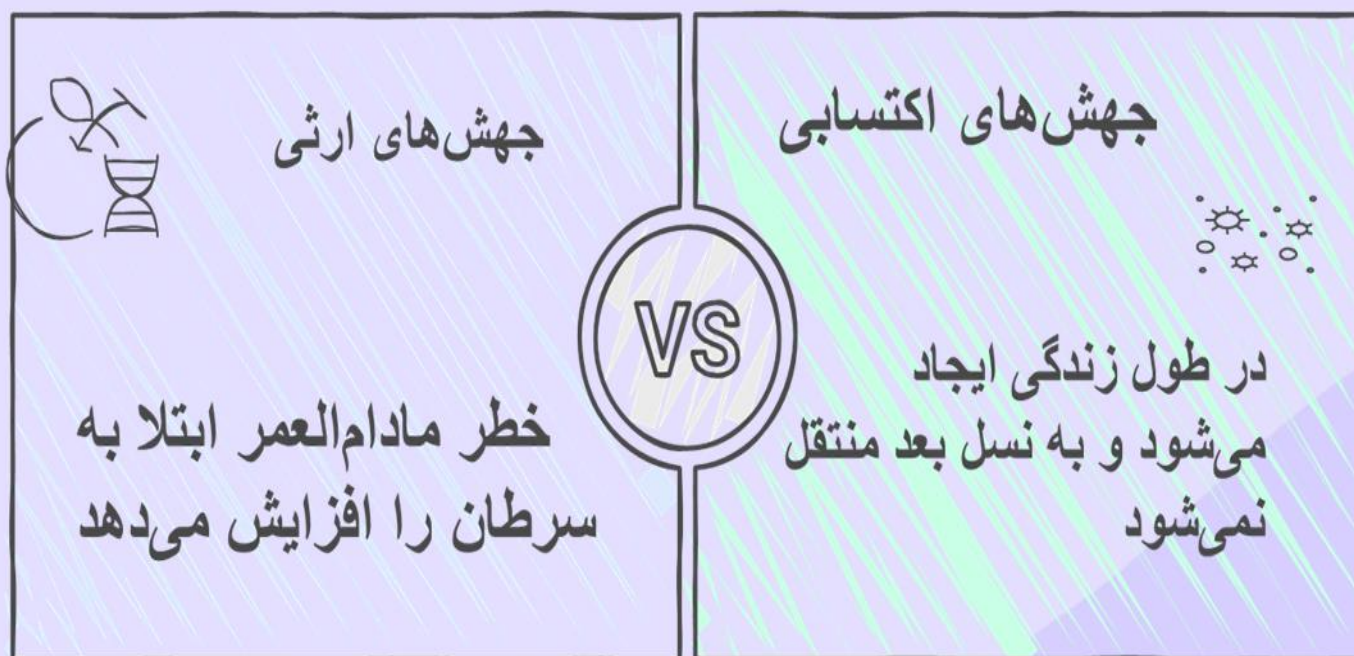 جهش‌های اکتسابی
در طول زندگی ایجاد
می‌شود و به نسل بعد منتقل
نمی‌شود
VS
جهش‌های ارثی
خطر مادام‌العمر ابتلا به
سرطان را افزایش می‌دهد